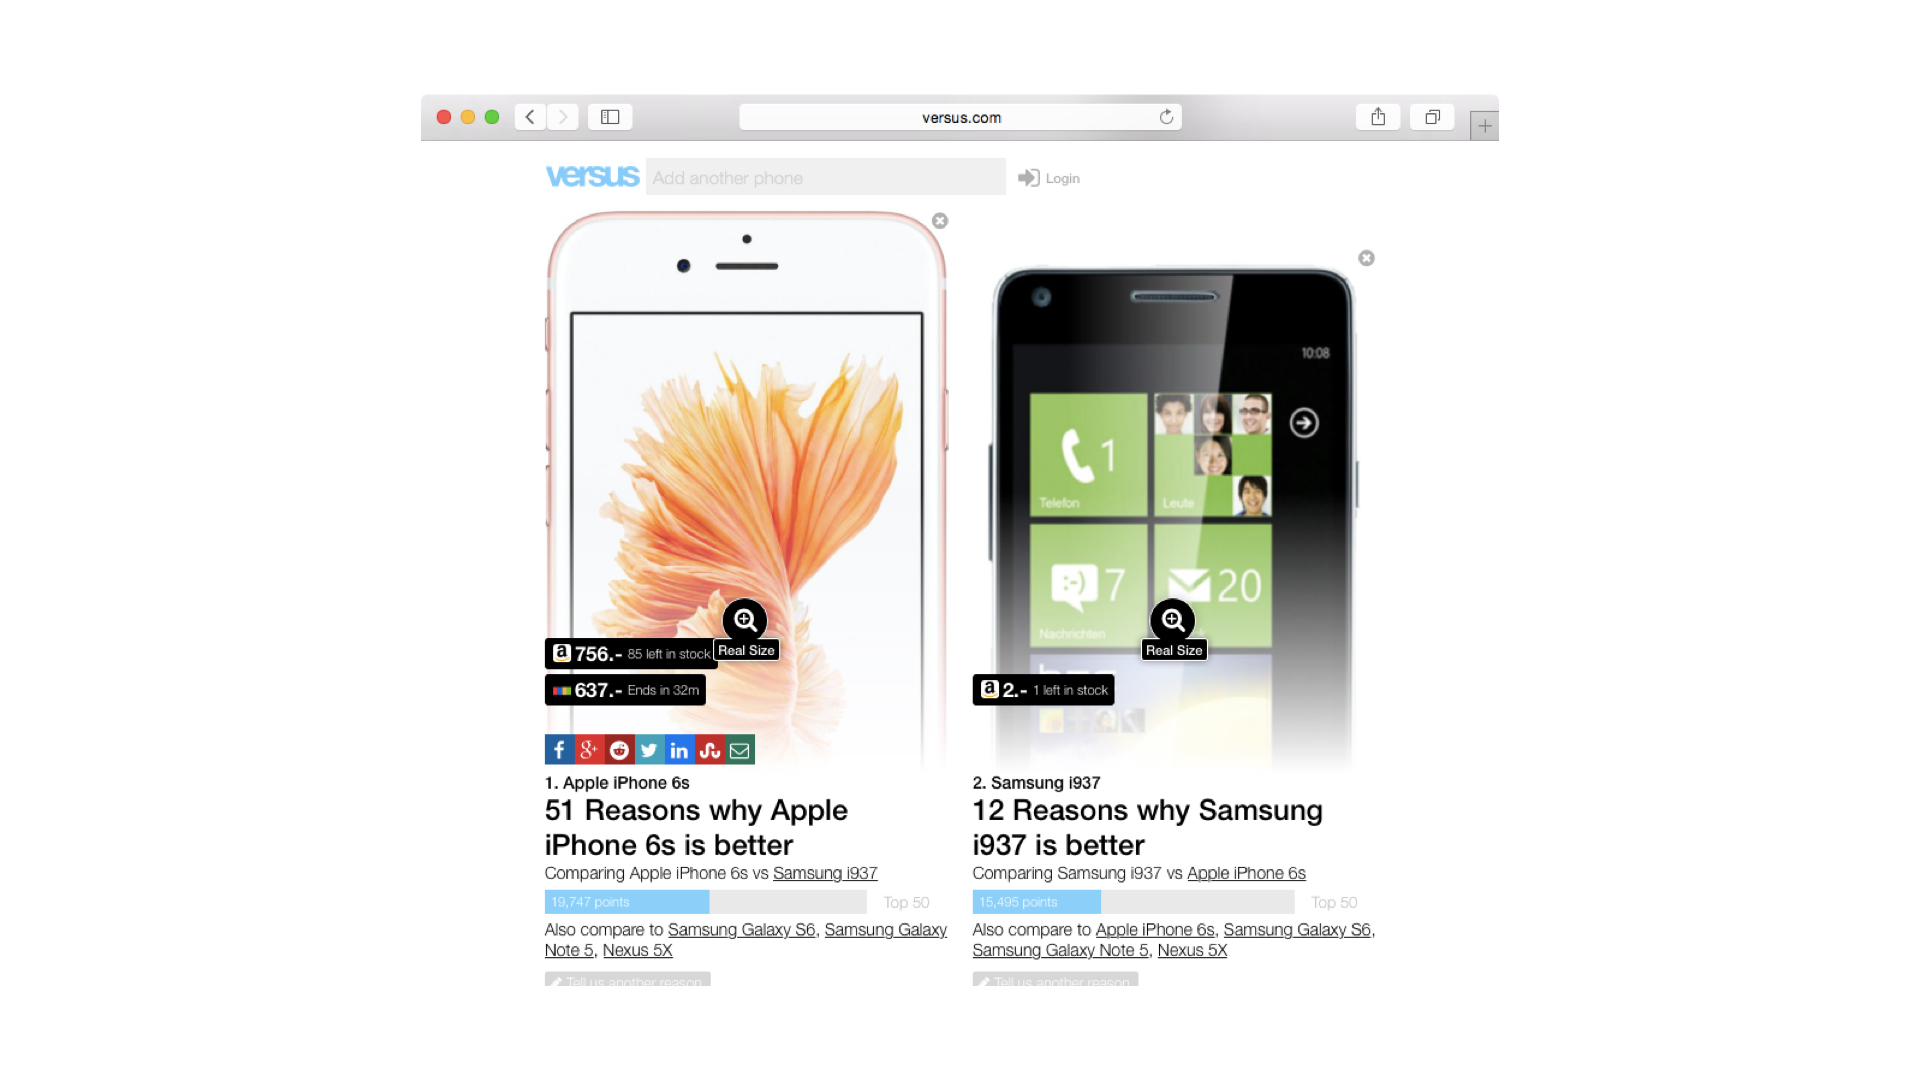 versus.com
versus
Add another phone
Login
10:08
1
Telefon
Leute
7
20
Nachrichten
Real Size
Real Size
a 756.- 85 left in stock
637.- Ends in 32m
a 2.- 1 left in stock
1. Apple iPhone 6s
51 Reasons why Apple
iPhone 6s is better
Comparing Apple iPhone 6s vs Samsung i937
19,747 points
Top 50
Also compare to Samsung Galaxy S6, Samsung Galaxy
Note 5, Nexus 5X
Tell us another reason
2. Samsung i937
12 Reasons why Samsung
i937 is better
Comparing Samsung i937 vs Apple iPhone 6s
15,495 points
Top 50
Also compare to Apple iPhone 6s, Samsung Galaxy S6,
Samsung Galaxy Note 5, Nexus 5X
Tell us another reason